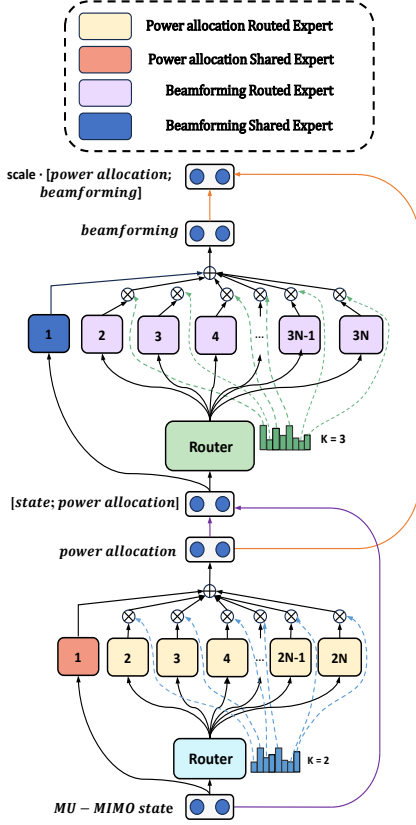 Power allocation Routed Expert
Power allocation Shared Expert
Beamforming Routed Expert
Beamforming Shared Expert
scale · [power allocation;
beamforming]
beamforming
1 2 3 4 ... 3N-1 3N
Router
K = 3
[state; power allocation]
power allocation
1 2 3 4 ... 2N-1 2N
Router
K = 2
MU − MIMO state